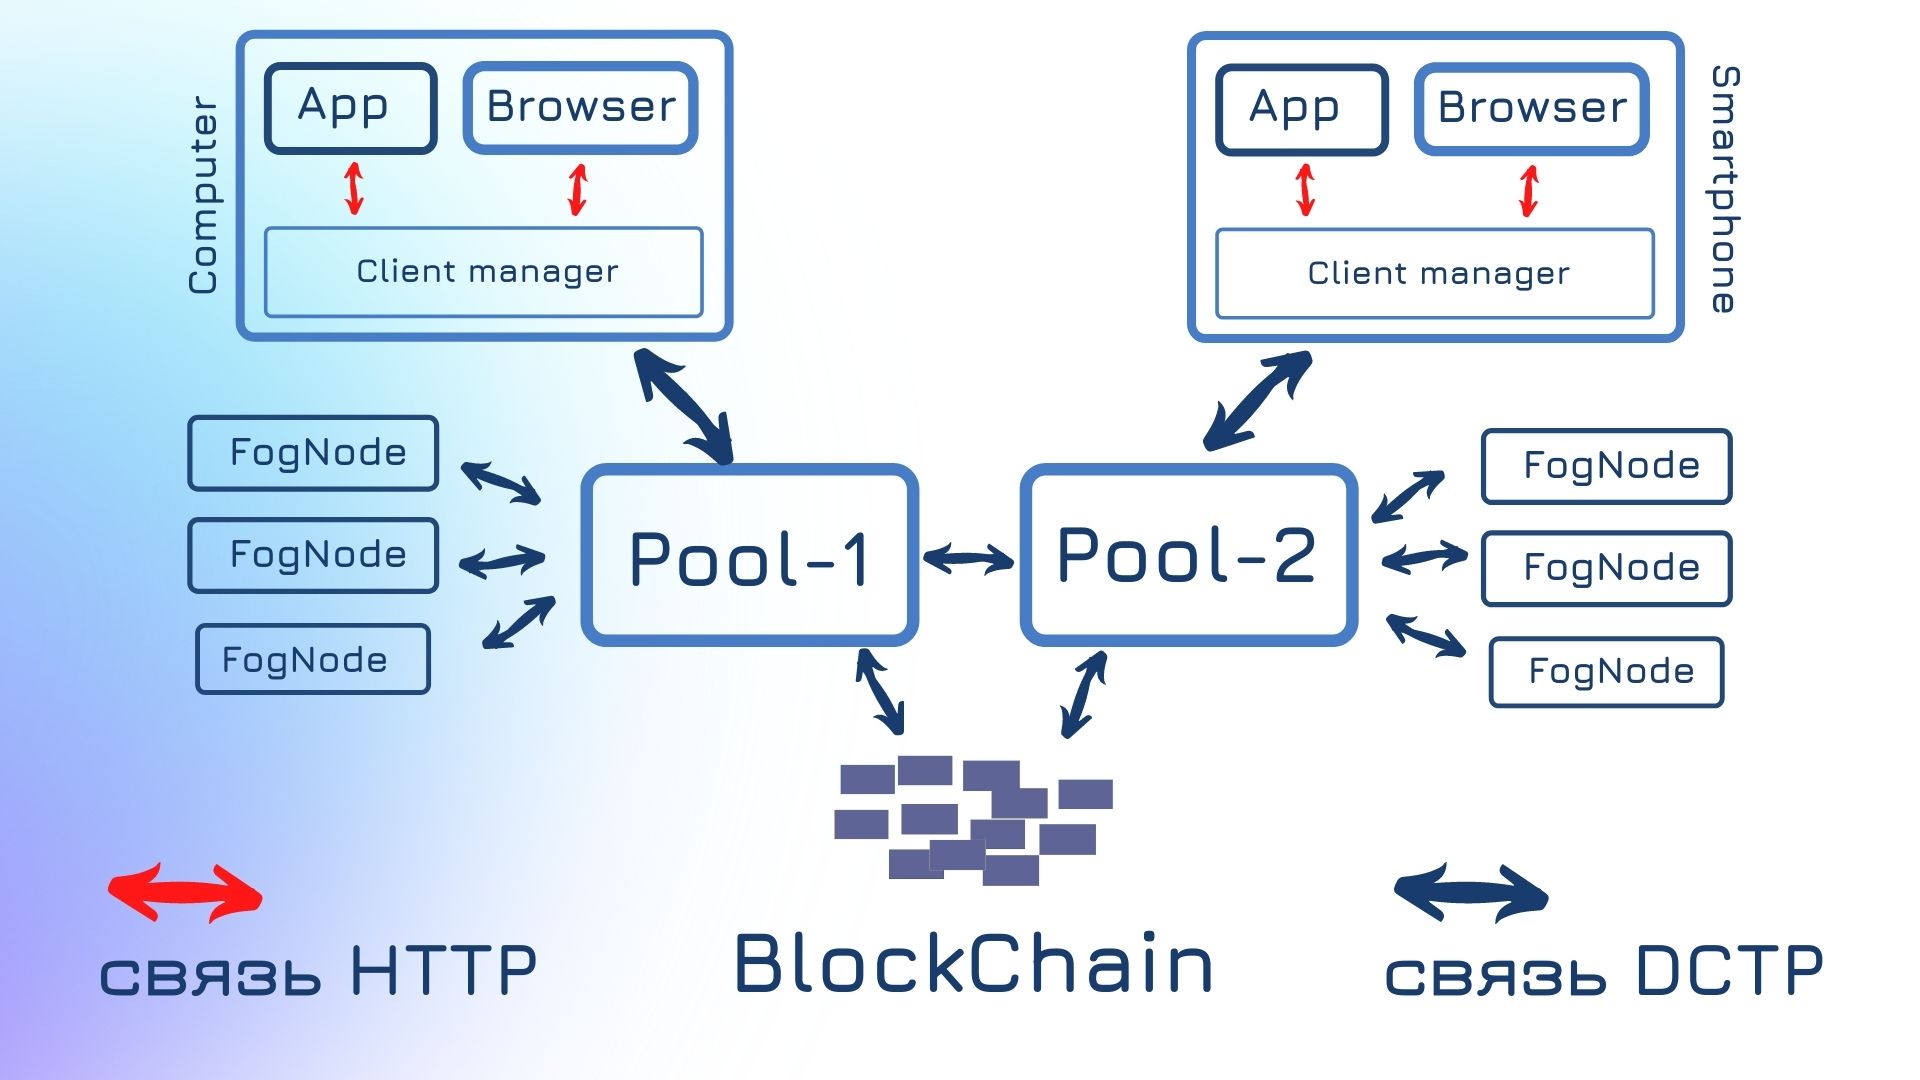 Computer
App
Browser
Client manager
App
Browser
Client manager
Smartphone
FogNode
FogNode
FogNode
Pool-1
Pool-2
FogNode
FogNode
FogNode
связь HTTP
BlockChain
связь DCTP